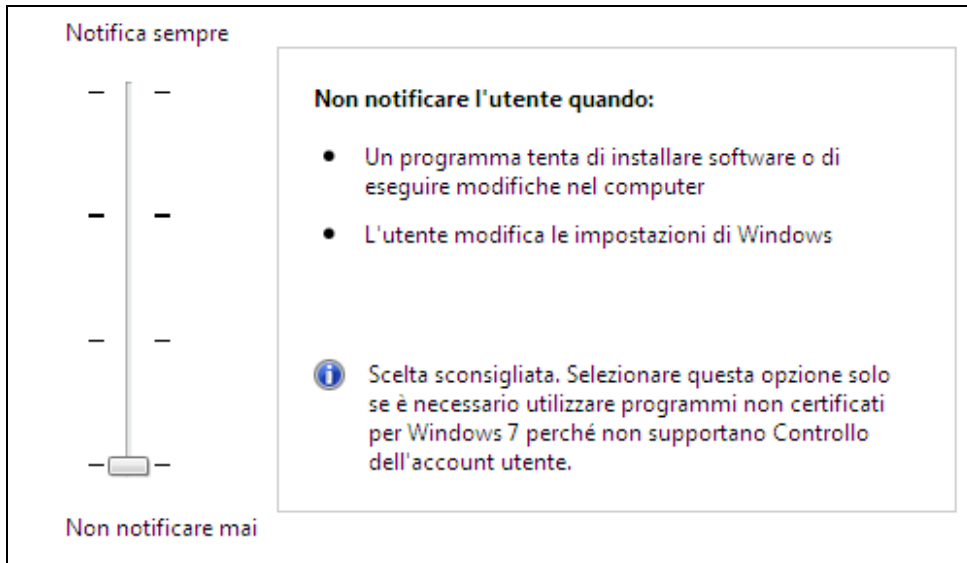 Notifica sempre
Non notificare l'utente quando:
Un programma tenta di installare software o di
eseguire modifiche nel computer
L'utente modifica le impostazioni di Windows
Scelta sconsigliata. Selezionare questa opzione solo
se è necessario utilizzare programmi non certificati
per Windows 7 perché non supportano Controllo
dell'account utente.
Non notificare mai